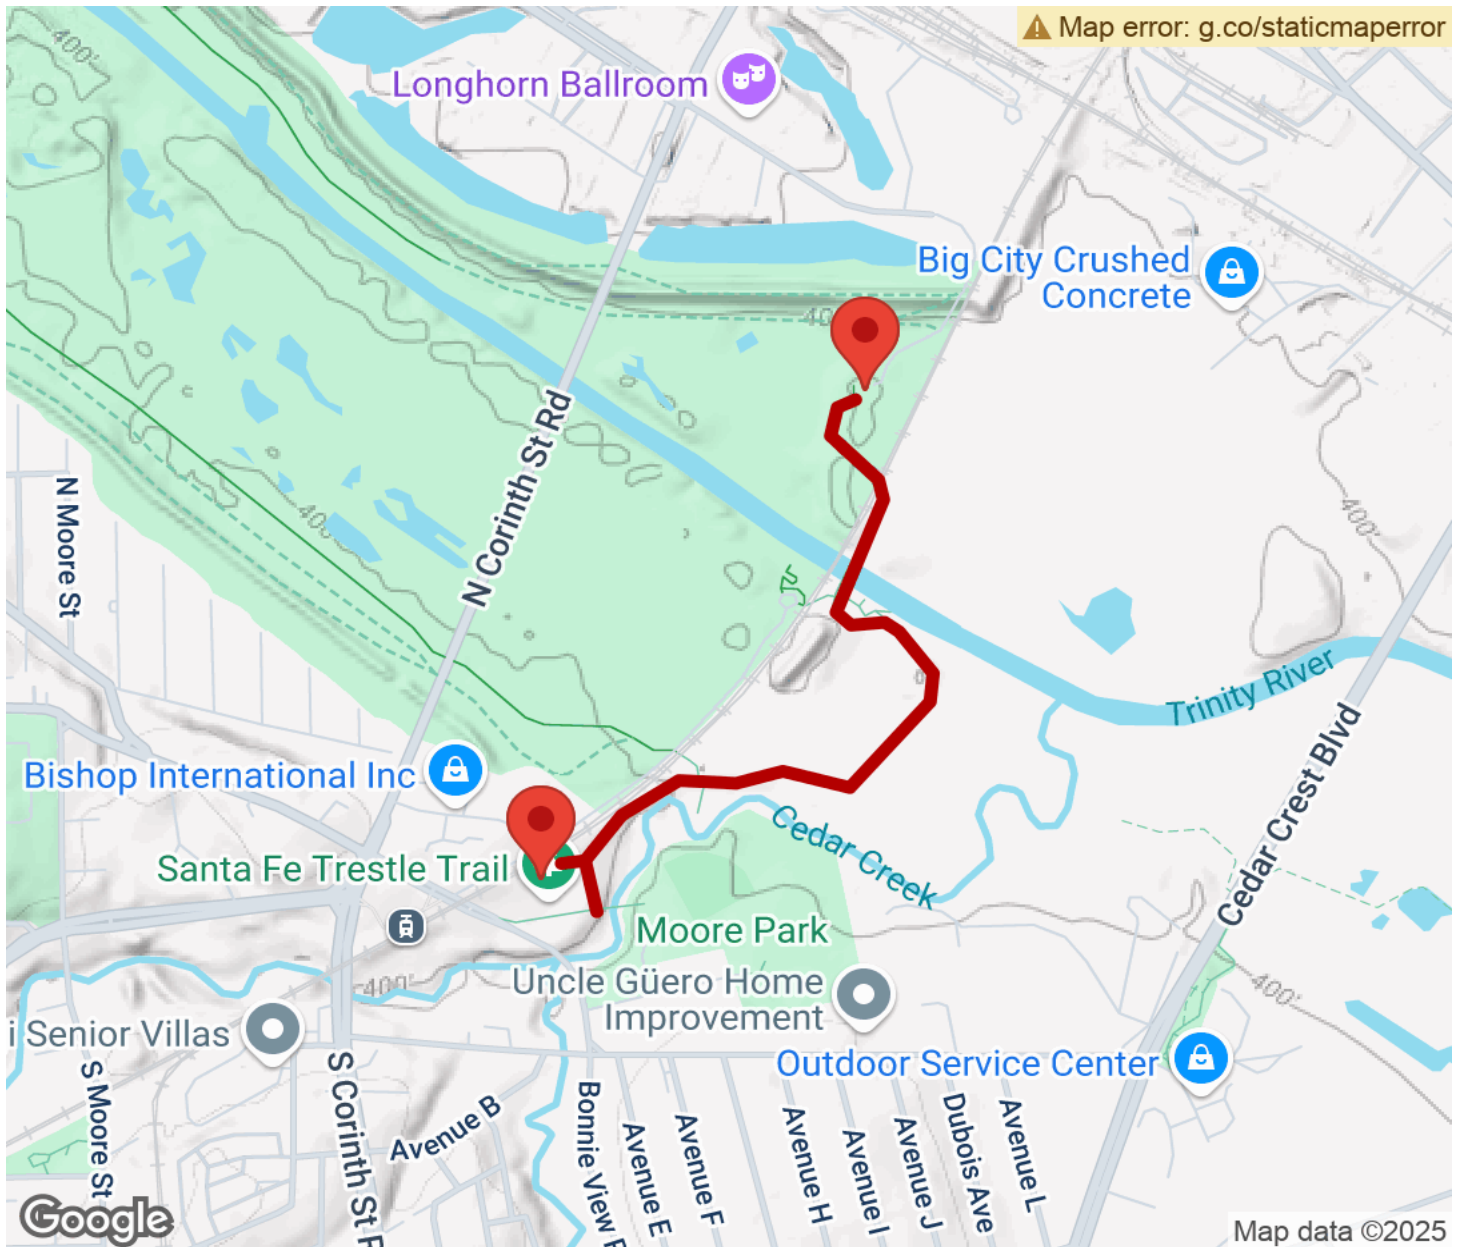 Map error: g.co/staticmaperror
400'
Longhorn Ballroom
Big City Crushed
Concrete
N Corinth St Rd
N Moore St
400'
Trinity River
Cedar Crest Blvd
Bishop International Inc
Cedar Creek
Santa Fe Trestle Trail
Moore Park
400'
Uncle Güero Home
Improvement
400'
i Senior Villas
Outdoor Service Center
S Moore St
S Corinth St
Avenue B
Bonnie View
Avenue E
Avenue F
Avenue H
Avenue I
Avenue J
Dubois Ave
Avenue L
Google
Map data ©2025